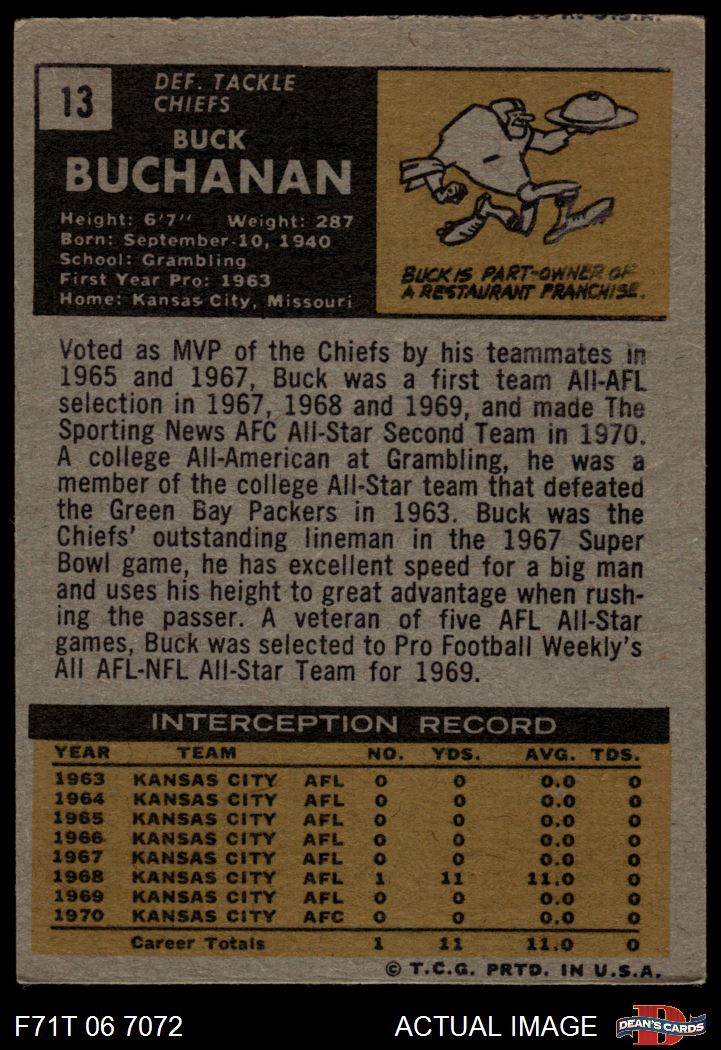 13
DEF. TACKLE
CHIEFS
BUCK
BUCHANAN
Height: 6'7" Weight: 287
Born: September 10, 1940
School: Grambling
First Year Pro: 1963
Home: Kansas City, Missouri
BUCK IS PART-OWNER OF
A RESTAURANT FRANCHISE.
Voted as MVP of the Chiefs by his teammates in
1965 and 1967, Buck was a first team All-AFL
selection in 1967, 1968 and 1969, and made The
Sporting News AFC All-Star Second Team in 1970.
A college All-American at Grambling, he was a
member of the college All-Star team that defeated
the Green Bay Packers in 1963. Buck was the
Chiefs' outstanding lineman in the 1967 Super
Bowl game, he has excellent speed for a big man
and uses his height to great advantage when rush-
ing the passer. A veteran of five AFL All-Star
games, Buck was selected to Pro Football Weekly's
All AFL-NFL All-Star Team for 1969.
INTERCEPTION RECORD
YEAR TEAM NO. YDS. AVG. TDS.
1963 KANSAS CITY AFL 0 0 0.0 0
1964 KANSAS CITY AFL 0 0 0.0 0
1965 KANSAS CITY AFL 0 0 0.0 0
1966 KANSAS CITY AFL 0 0 0.0 0
1967 KANSAS CITY AFL 0 0 0.0 0
1968 KANSAS CITY AFL 1 11 11.0 0
1969 KANSAS CITY AFL 0 0 0.0 0
1970 KANSAS CITY AFC 0 0 0.0 0
Career Totals 1 11 11.0 0
© T.C.G. PRTD. IN U.S.A.
F71T 06 7072 ACTUAL IMAGE
D
DEAN'S CARDS